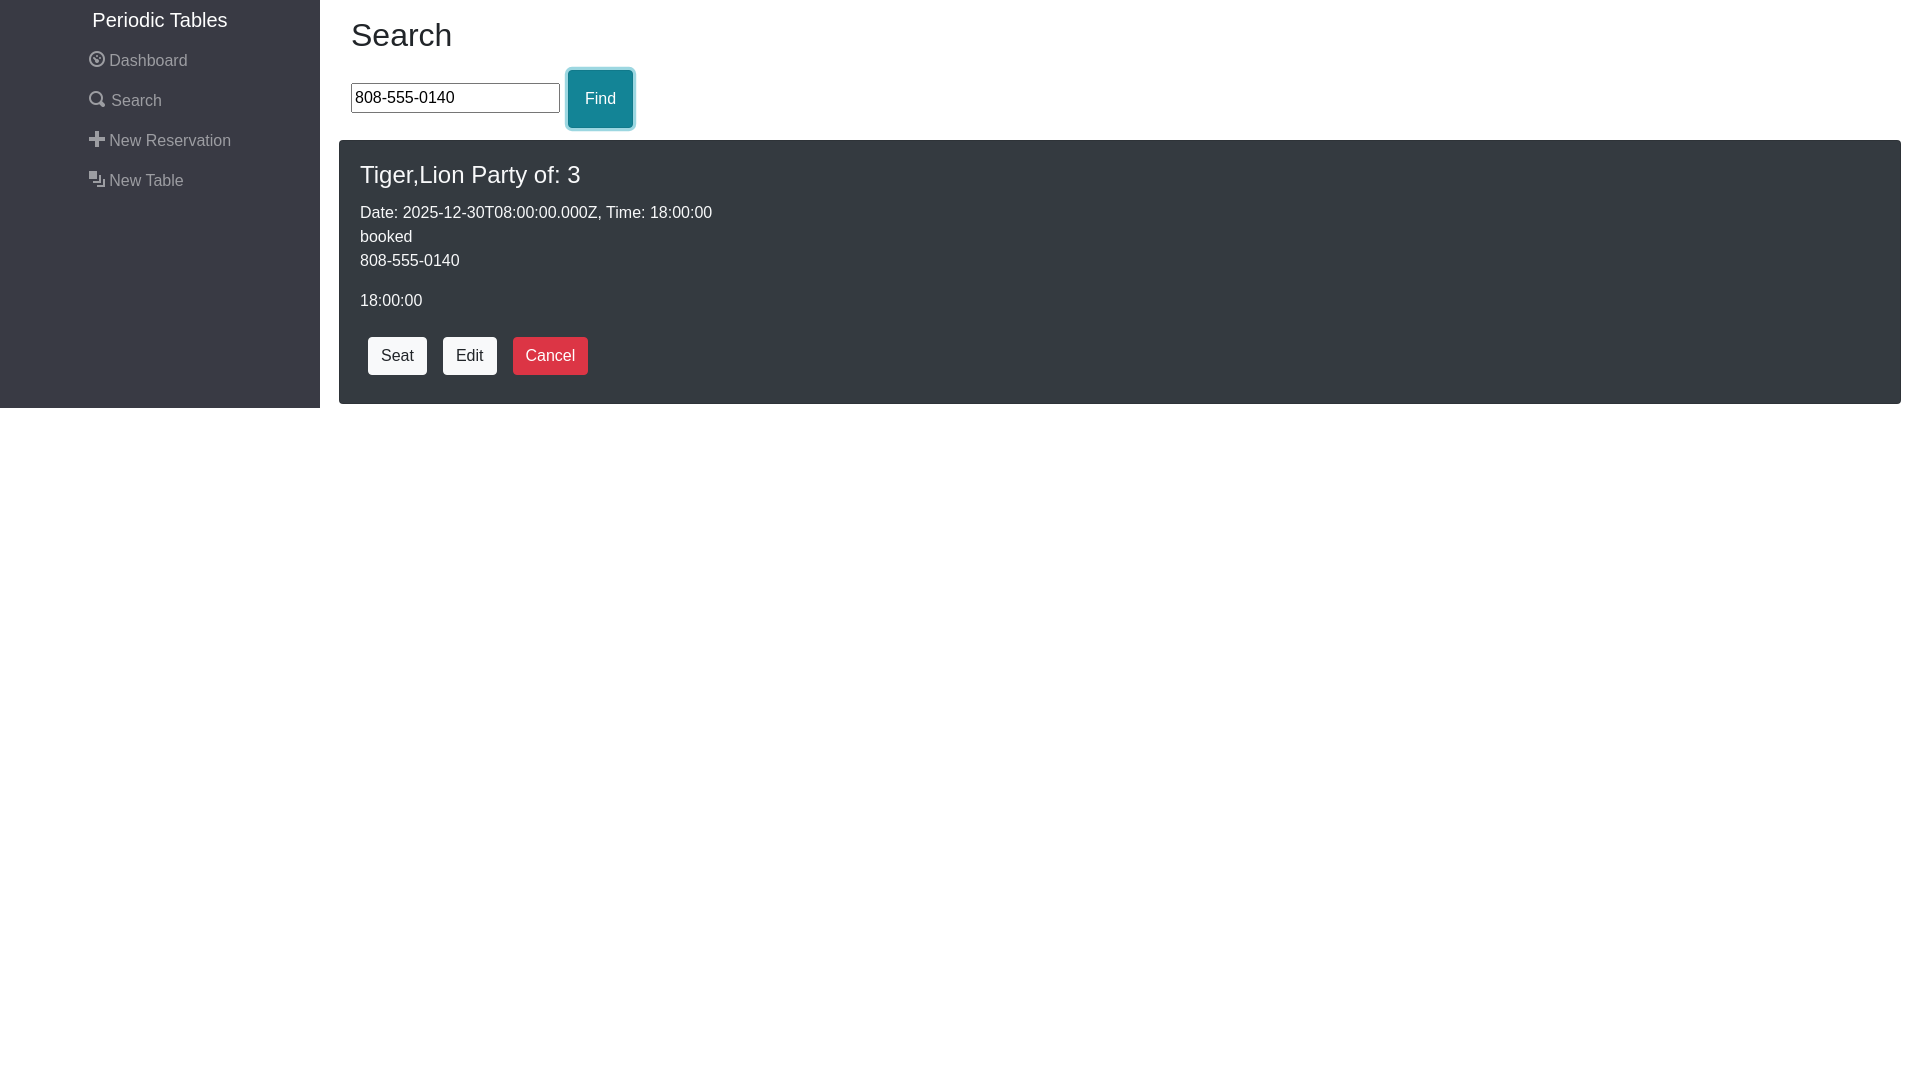 Periodic Tables
Dashboard
Search
New Reservation
New Table
Search
808-555-0140
Find
Tiger,Lion Party of: 3
Date: 2025-12-30T08:00:00.000Z, Time: 18:00:00
booked
808-555-0140
18:00:00
Seat
Edit
Cancel